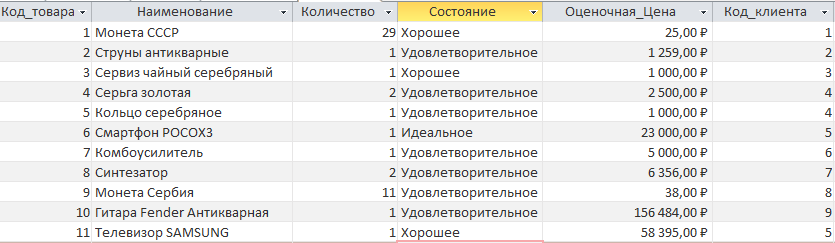 Код_товара Наименование Количество Состояние Оценочная_Цена Код_клиента
1 Монета СССР 29 Хорошее 25,00 ₽ 1
2 Струны антикварные 1 Удовлетворительное 1 259,00 ₽ 2
3 Сервиз чайный серебряный 1 Хорошее 1 000,00 ₽ 3
4 Серьга золотая 2 Удовлетворительное 2 500,00 ₽ 4
5 Кольцо серебряное 1 Удовлетворительное 1 000,00 ₽ 4
6 Смартфон POCOX3 1 Идеальное 23 000,00 ₽ 5
7 Комбоусилитель 1 Удовлетворительное 5 000,00 ₽ 6
8 Синтезатор 2 Удовлетворительное 6 356,00 ₽ 7
9 Монета Сербия 11 Удовлетворительное 38,00 ₽ 8
10 Гитара Fender Антикварная 1 Удовлетворительное 156 484,00 ₽ 9
11 Телевизор SAMSUNG 1 Хорошее 58 395,00 ₽ 5